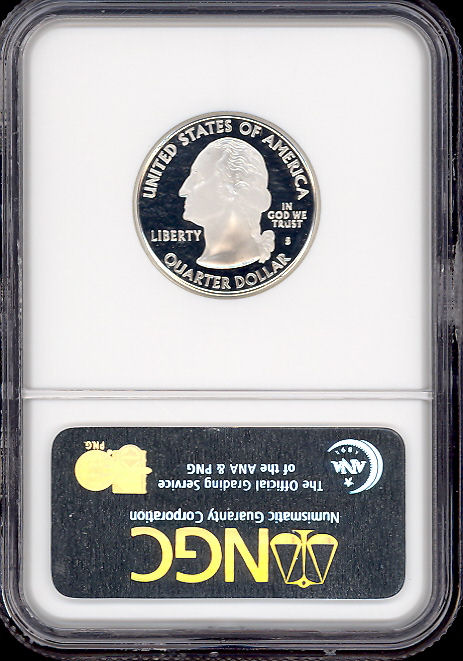 UNITED STATES OF AMERICA
LIBERTY
IN
GOD WE
TRUST
S
QUARTER DOLLAR
NGC
Numismatic Guaranty Corporation
The Official Grading Service
of the ANA & PNG
ANA
1891
PNG